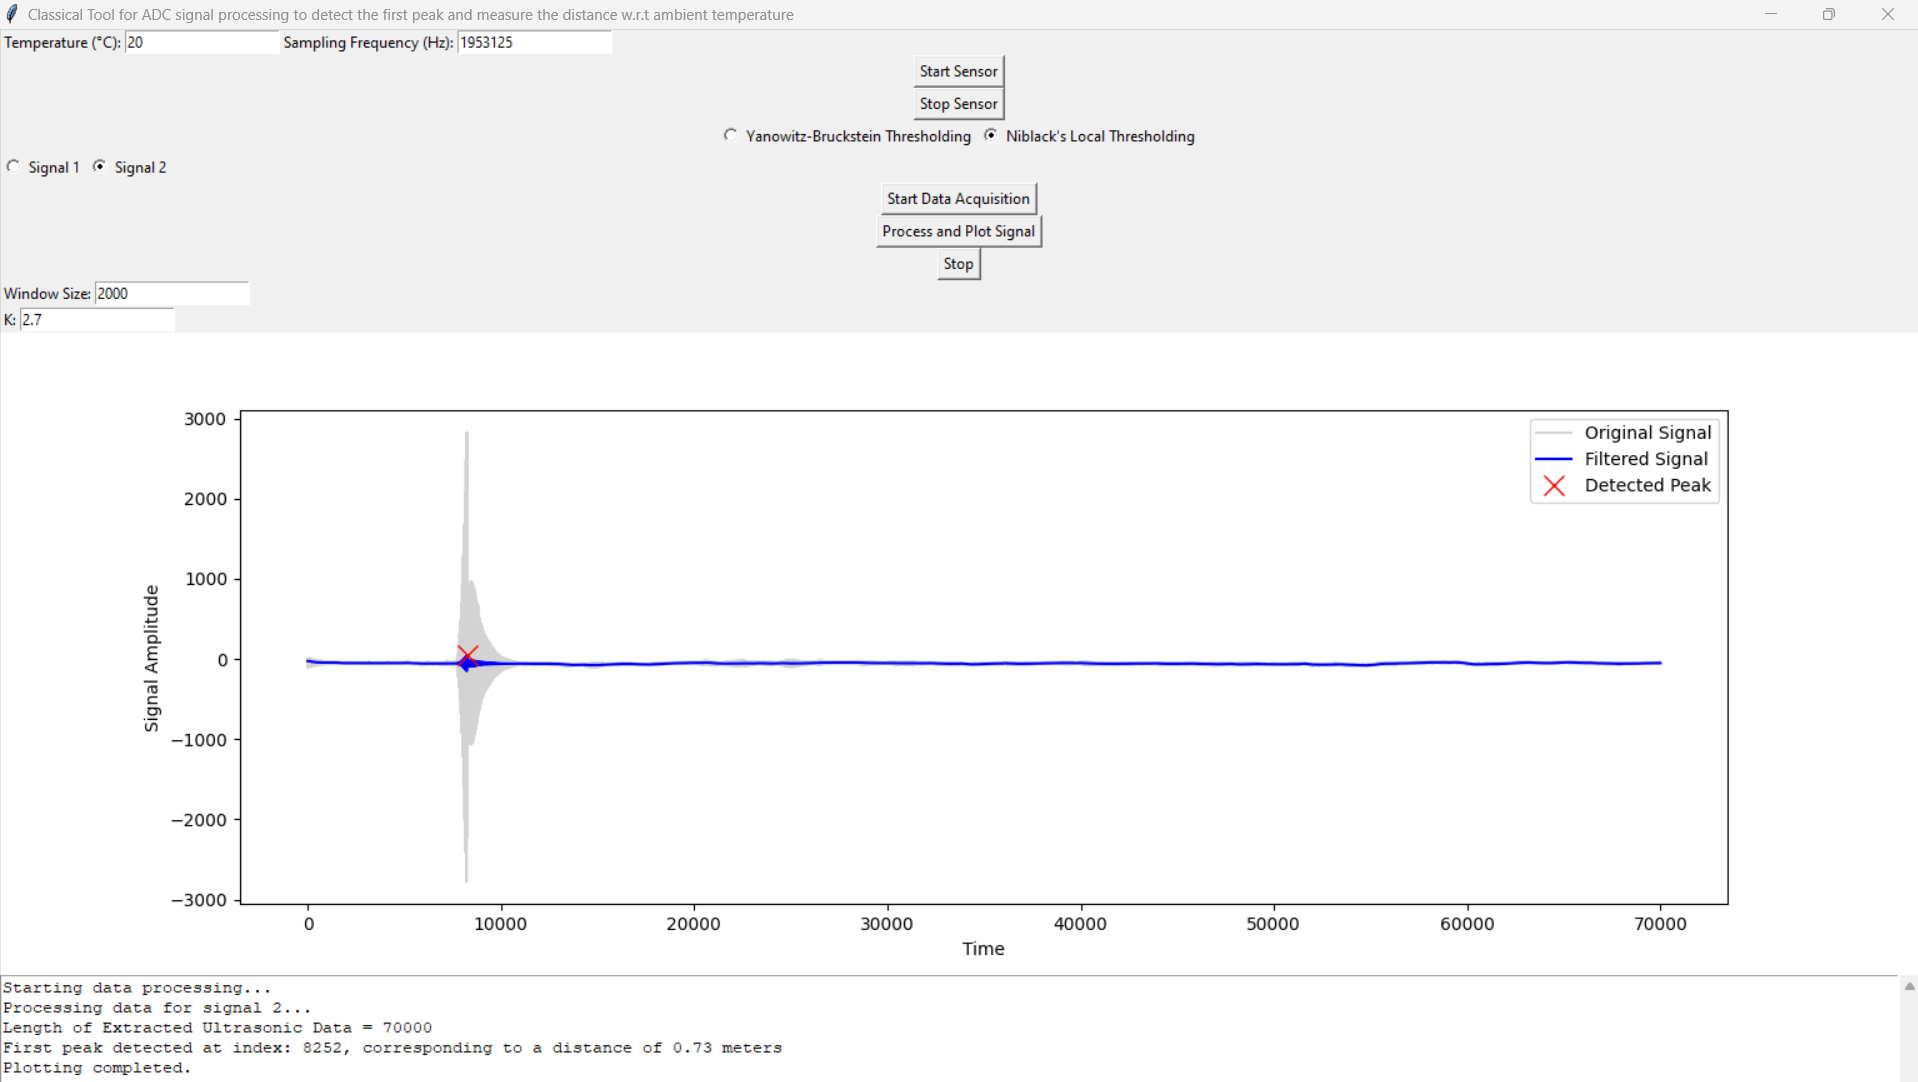 Classical Tool for ADC signal processing to detect the first peak and measure the distance w.r.t ambient temperature
Temperature (°C): 20 Sampling Frequency (Hz): 1953125
Start Sensor
Stop Sensor
Yanowitz-Bruckstein Thresholding Niblack's Local Thresholding
Signal 1 Signal 2
Start Data Acquisition
Process and Plot Signal
Stop
Window Size: 2000
K: 2.7
3000
2000
1000
0
−1000
−2000
−3000
Signal Amplitude
Original Signal
Filtered Signal
Detected Peak
0 10000 20000 30000 40000 50000 60000 70000
Time
Starting data processing...
Processing data for signal 2...
Length of Extracted Ultrasonic Data = 70000
First peak detected at index: 8252, corresponding to a distance of 0.73 meters
Plotting completed.